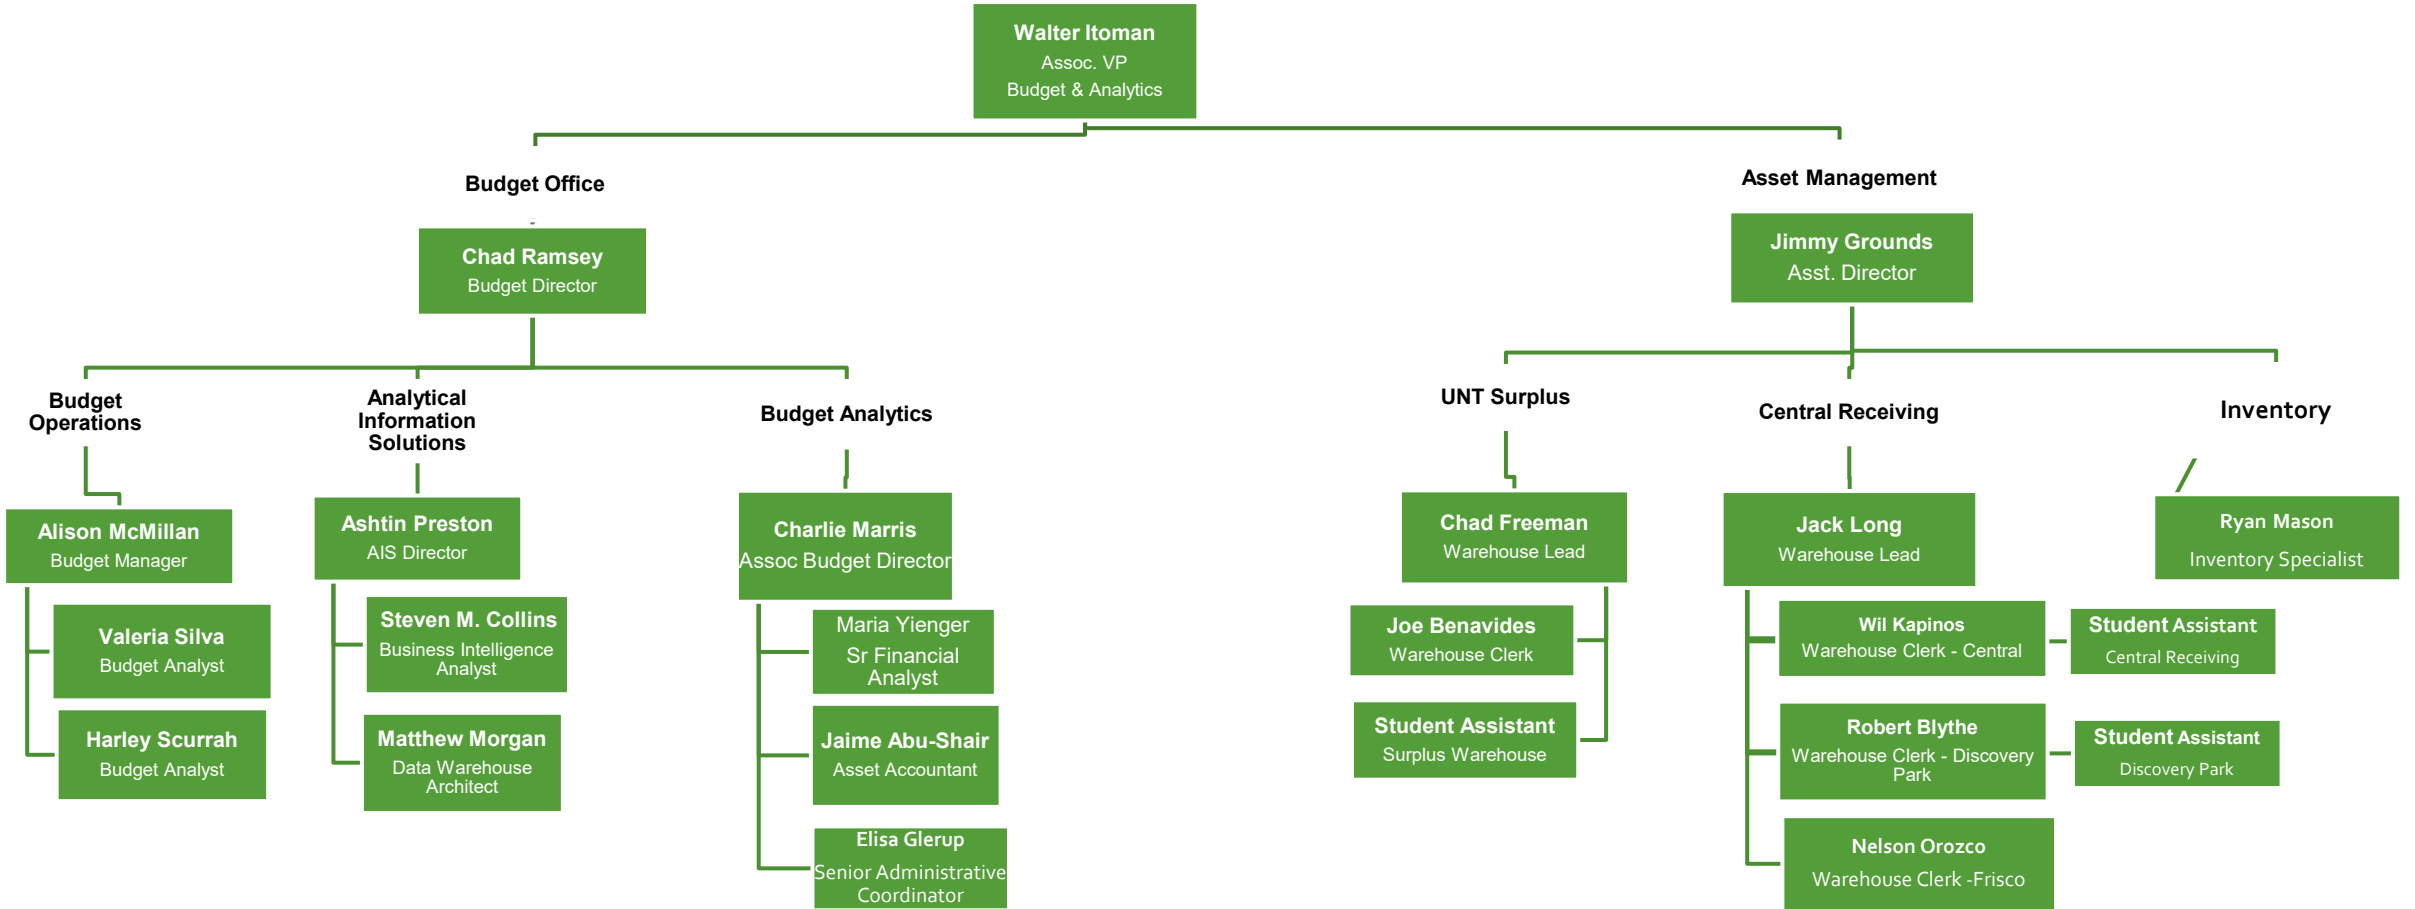 Walter Itoman
Assoc. VP
Budget & Analytics
Budget Office
Asset Management
Chad Ramsey
Budget Director
Jimmy Grounds
Asst. Director
Budget
Operations
Analytical
Information
Solutions
Budget Analytics
UNT Surplus
Central Receiving
Inventory
Alison McMillan
Budget Manager
Valeria Silva
Budget Analyst
Harley Scurrah
Budget Analyst
Ashtin Preston
AIS Director
Steven M. Collins
Business Intelligence
Analyst
Matthew Morgan
Data Warehouse
Architect
Charlie Marris
Assoc Budget Director
Maria Yienger
Sr Financial
Analyst
Jaime Abu-Shair
Asset Accountant
Elisa Glerup
Senior Administrative
Coordinator
Chad Freeman
Warehouse Lead
Joe Benavides
Warehouse Clerk
Student Assistant
Surplus Warehouse
Jack Long
Warehouse Lead
Wil Kapinos
Warehouse Clerk - Central
Student Assistant
Central Receiving
Robert Blythe
Warehouse Clerk - Discovery
Park
Student Assistant
Discovery Park
Nelson Orozco
Warehouse Clerk -Frisco
Ryan Mason
Inventory Specialist